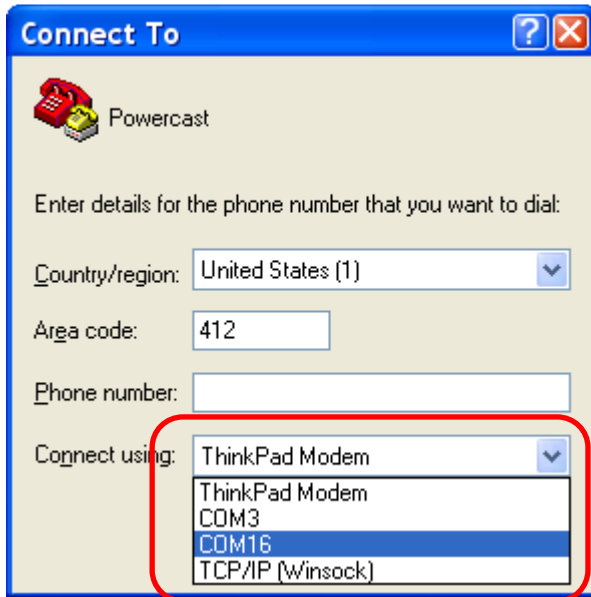 Connect To
Powercast
Enter details for the phone number that you want to dial:
Country/region: United States (1)
Area code: 412
Phone number:
Connect using: ThinkPad Modem
ThinkPad Modem
COM3
COM16
TCP/IP (Winsock)